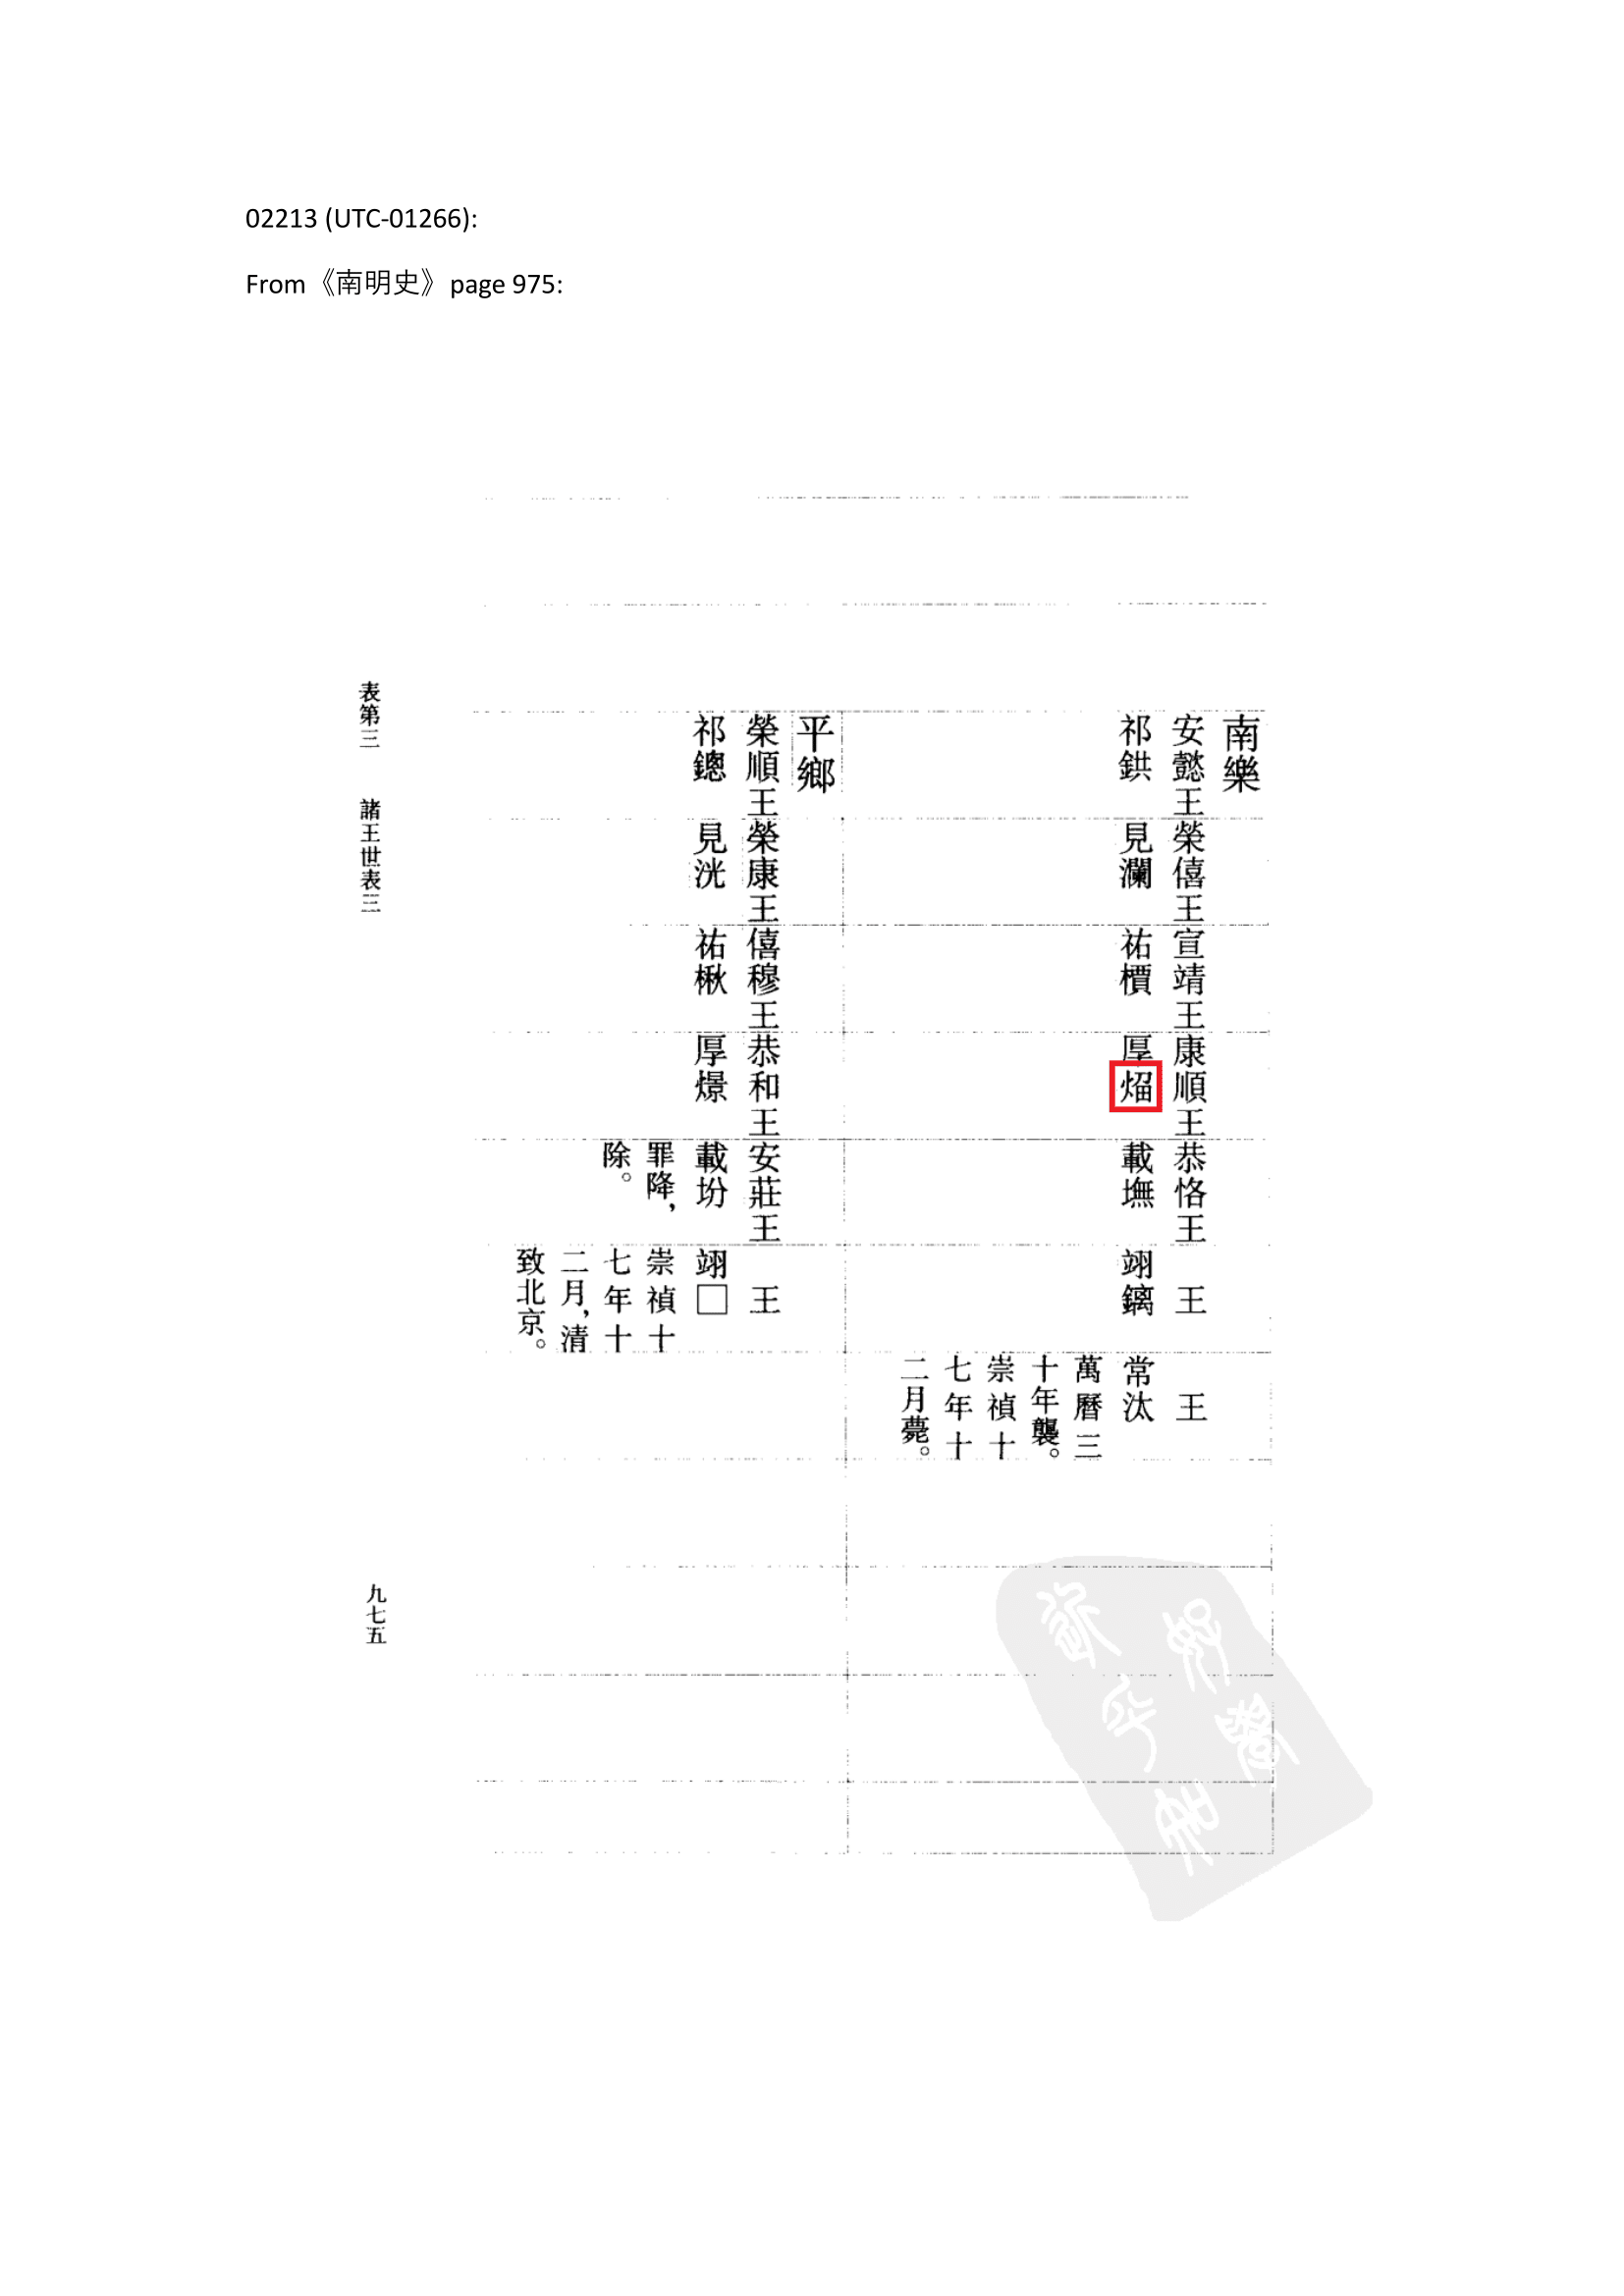 02213 (UTC-01266):
From《南明史》page 975:
南樂
安懿王 榮僖王 宣靖王 康順王 恭恪王 王 王
祁鉷 見瀾 祐檟 厚 載墲 翊 常汰
萬曆三
十年襲。
崇禎十
七年十
二月薨。
平鄉
榮順王 榮康王 僖穆王 恭和王 安莊王 王
祁鏓 見洸 祐楸 厚燝 載坋 翊□
罪降， 崇禎十
除。 七年十
二月，清
致北京。
表第三 諸王世表三
九七五